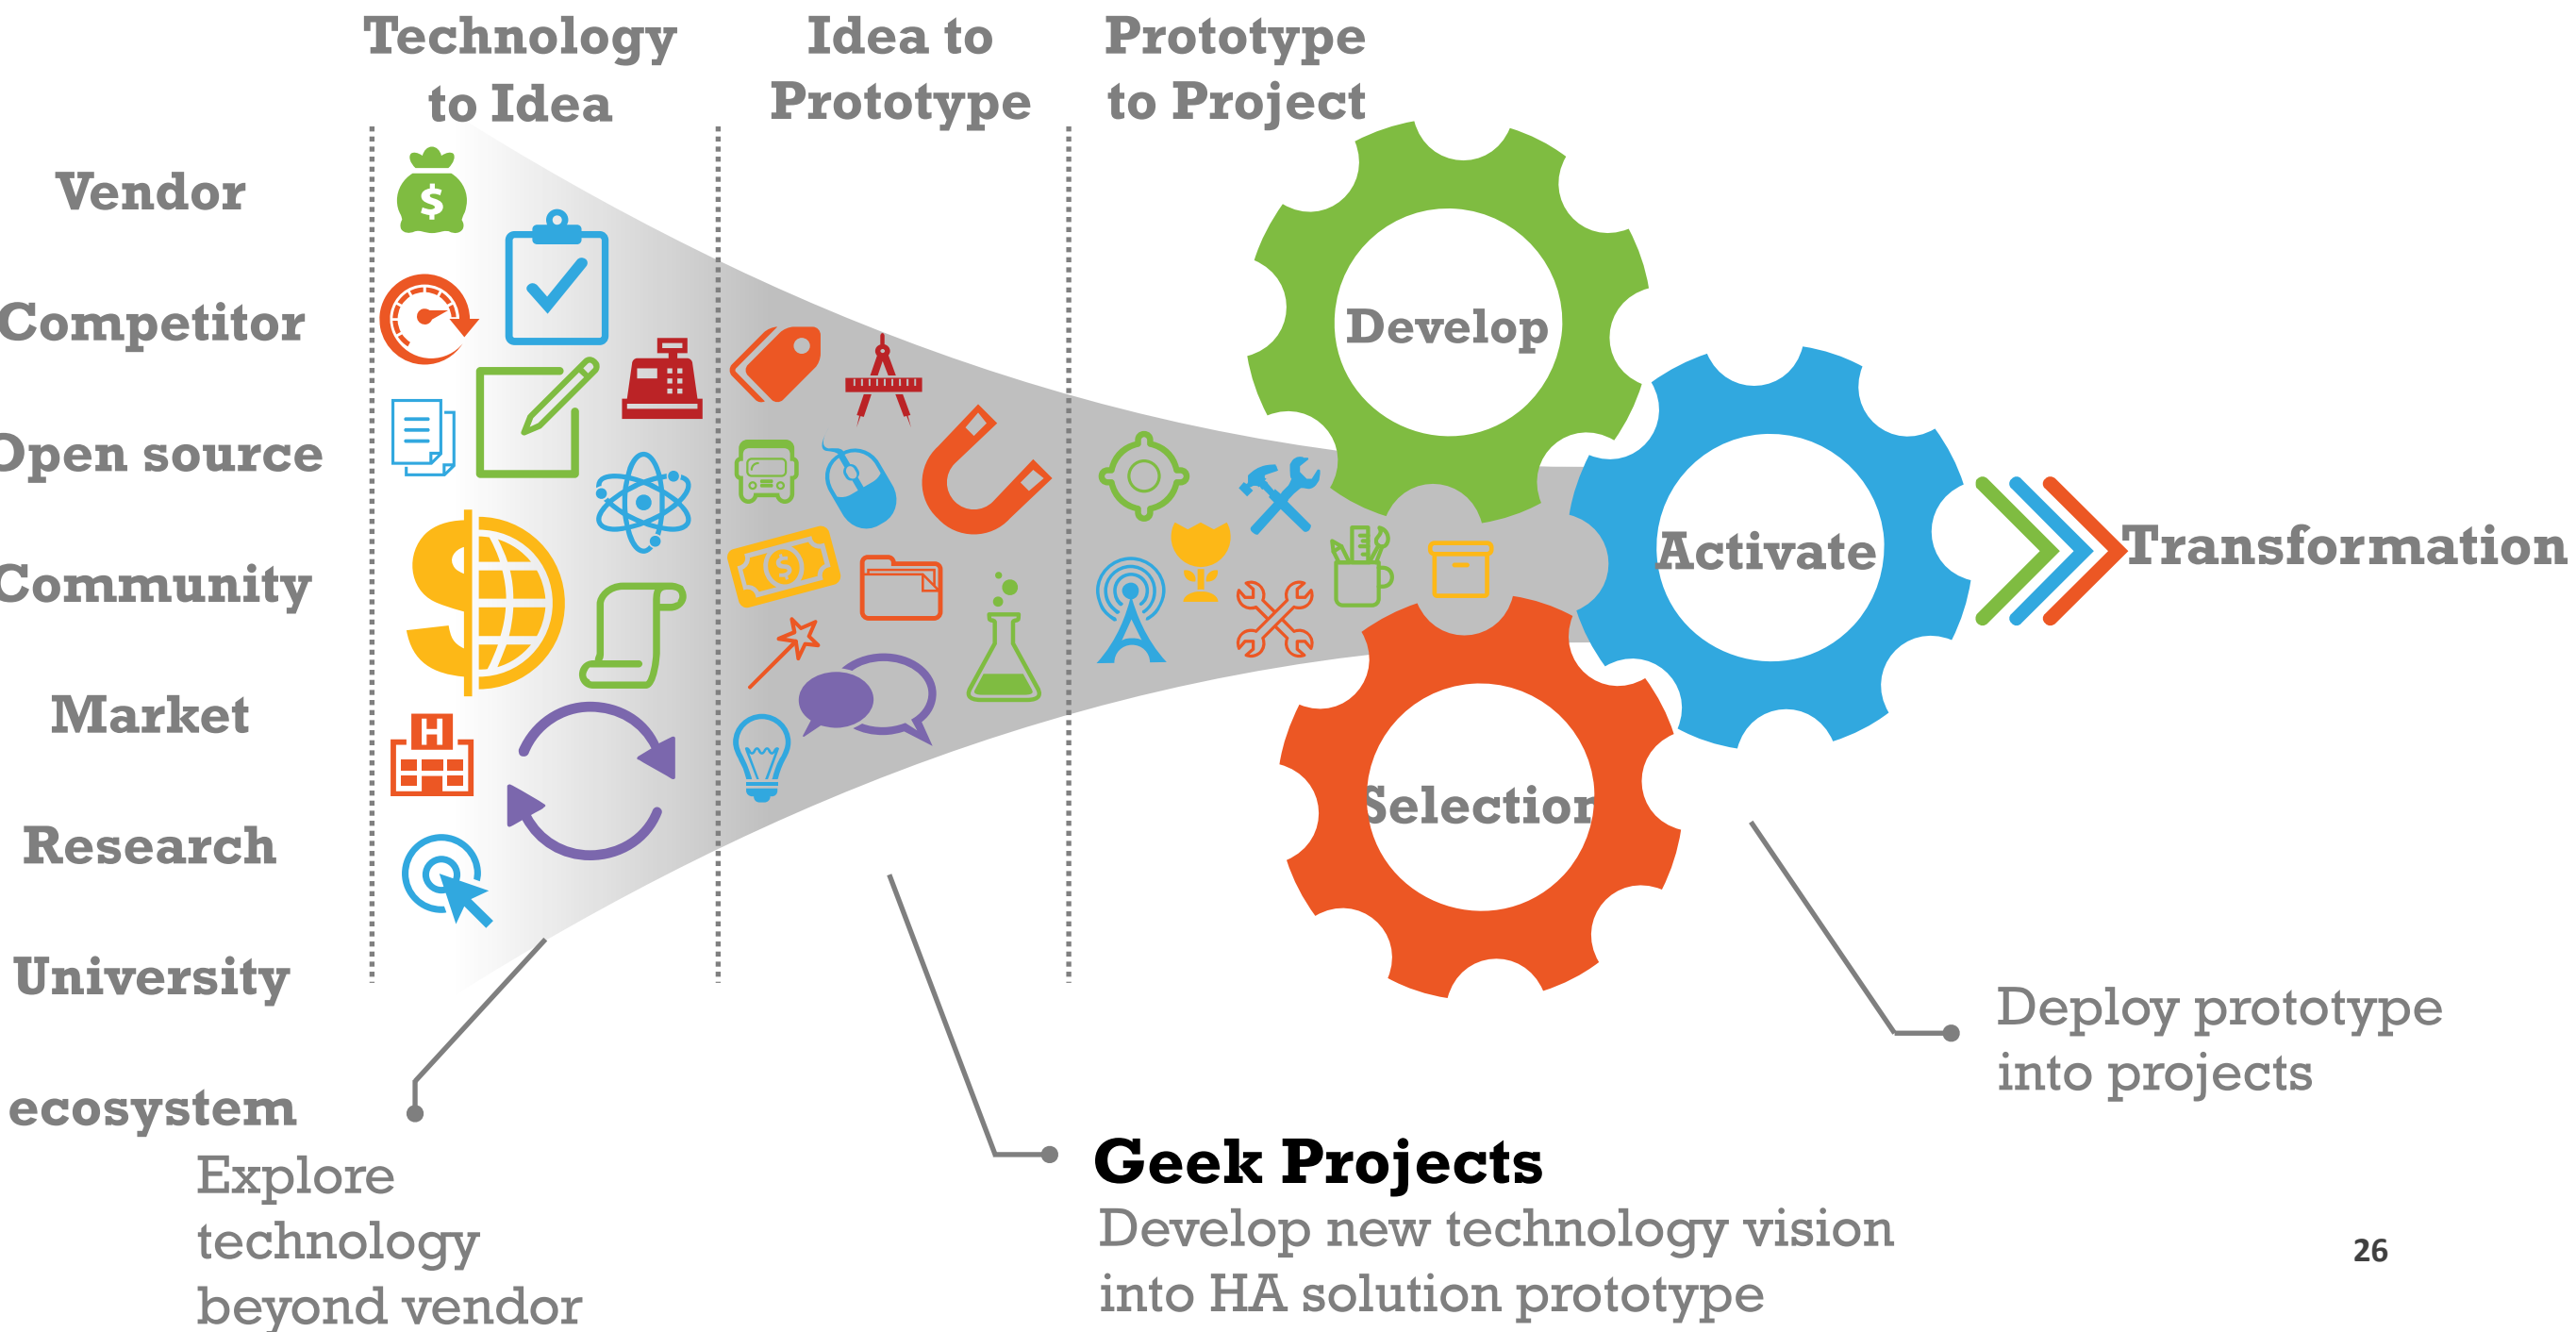 Technology
to Idea
Idea to
Prototype
Prototype
to Project
Vendor
Competitor
Open source
Community
Market
Research
University
ecosystem
$
H
Develop
Activate
Selection
Transformation
Explore
technology
beyond vendor
Geek Projects
Develop new technology vision
into HA solution prototype
Deploy prototype
into projects
26